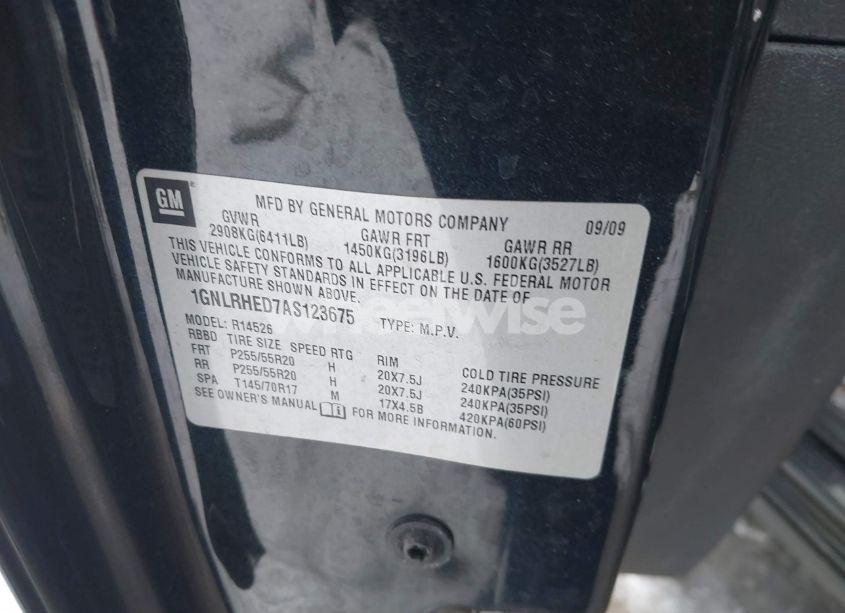 GM
MFD BY GENERAL MOTORS COMPANY 09/09
GVWR GAWR FRT GAWR RR
2908KG(6411LB) 1450KG(3196LB) 1600KG(3527LB)
THIS VEHICLE CONFORMS TO ALL APPLICABLE U.S. FEDERAL MOTOR
VEHICLE SAFETY STANDARDS IN EFFECT ON THE DATE OF
MANUFACTURE SHOWN ABOVE.
1GNLRHED7AS123675 TYPE: M.P.V.
wheelwise
MODEL: R14526
RBBD TIRE SIZE SPEED RTG RIM COLD TIRE PRESSURE
FRT P255/55R20 H 20X7.5J 240KPA(35PSI)
RR P255/55R20 H 20X7.5J 240KPA(35PSI)
SPA T145/70R17 M 17X4.5B 420KPA(60PSI)
SEE OWNER'S MANUAL FOR MORE INFORMATION.